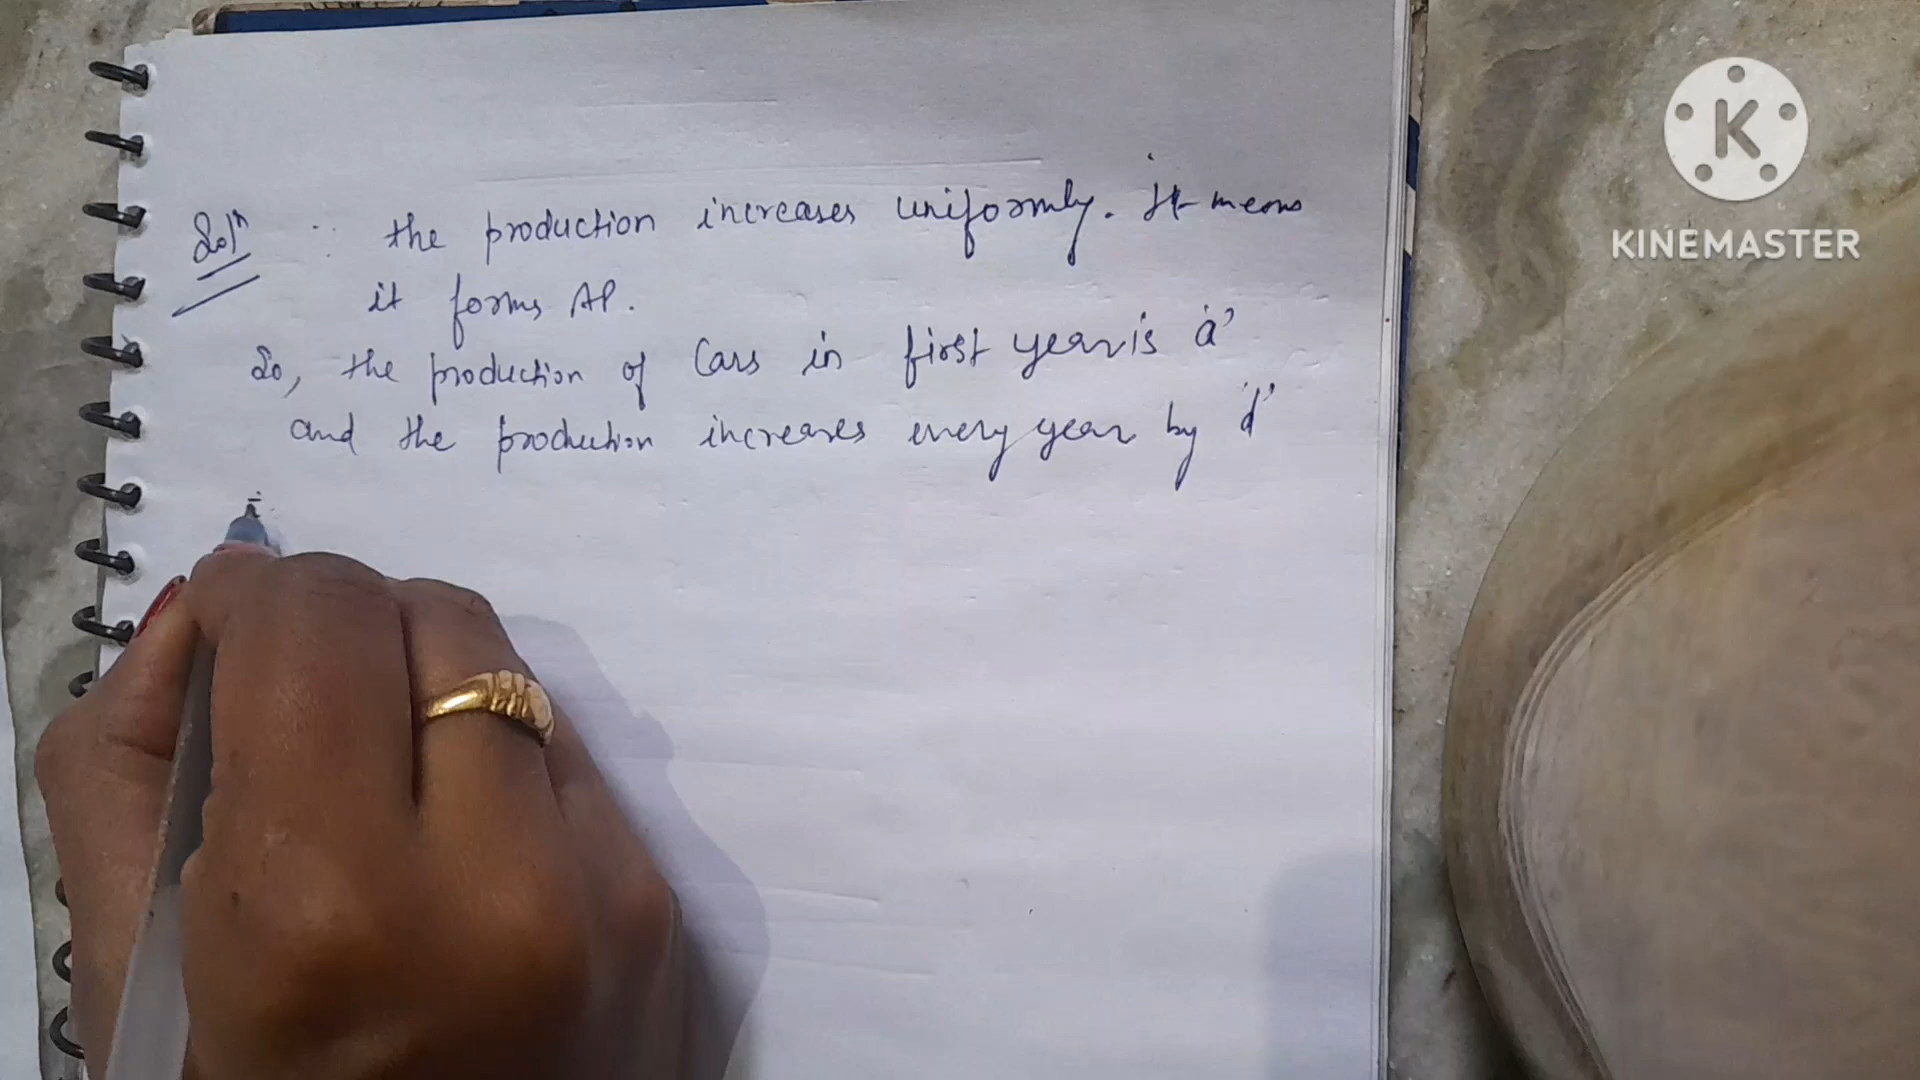 Solⁿ ∵ the production increases uniformly. It means
it forms AP.
So, the production of Cars in first year is 'a'
and the production increases every year by 'd'
K
KINEMASTER